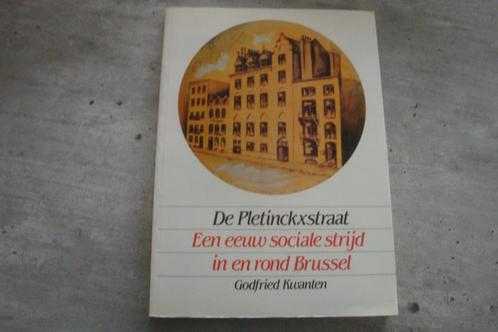 De Pletinckxstraat
Een eeuw sociale strijd
in en rond Brussel
Godfried Kwanten